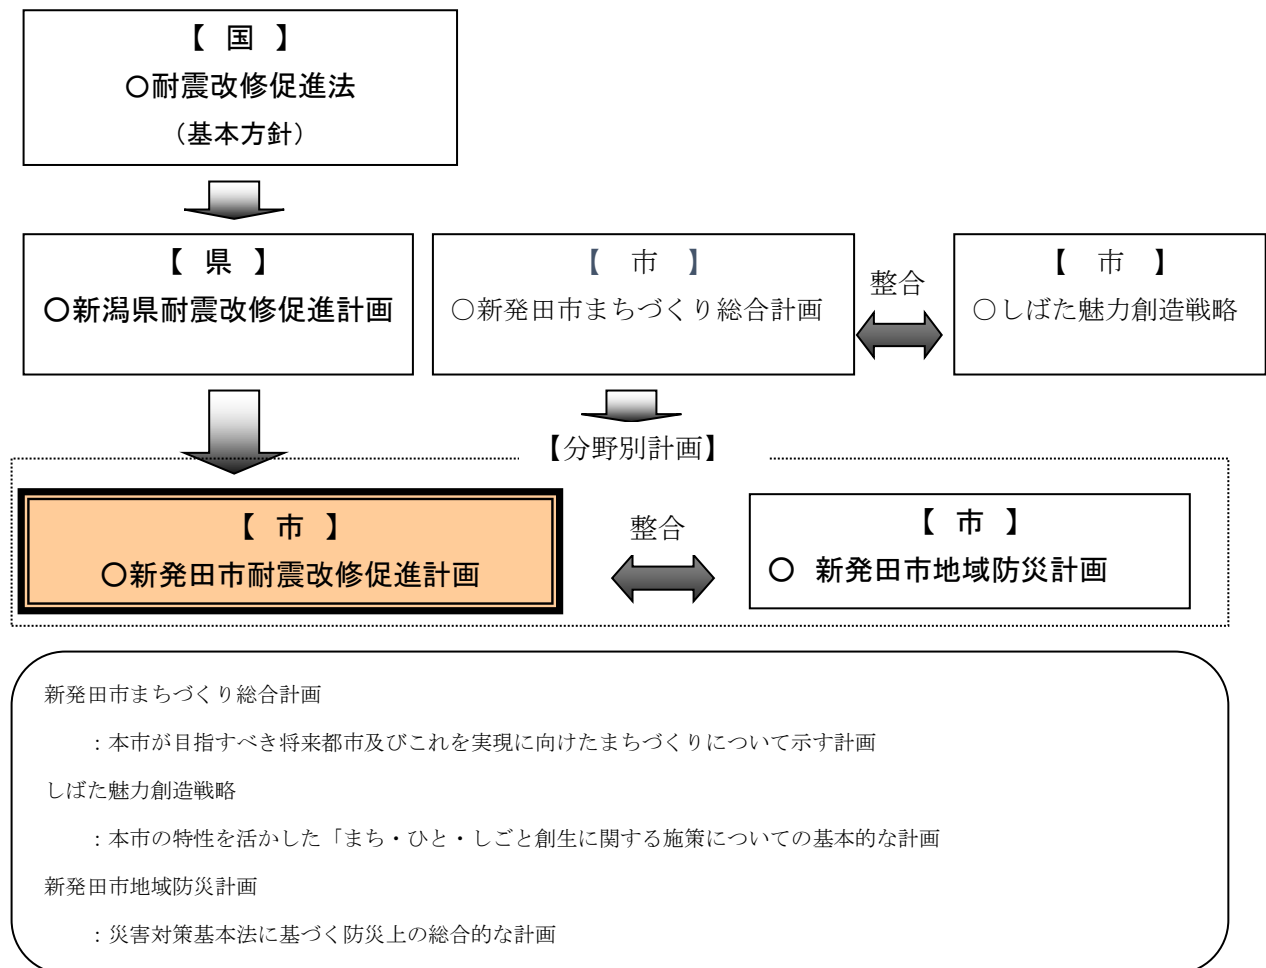 【 国 】
○耐震改修促進法
（基本方針）
【 県 】
○新潟県耐震改修促進計画
【 市 】
○新発田市まちづくり総合計画
整合
【 市 】
○しばた魅力創造戦略
【分野別計画】
【 市 】
○新発田市耐震改修促進計画
整合
【 市 】
○ 新発田市地域防災計画
新発田市まちづくり総合計画
：本市が目指すべき将来都市及びこれを実現に向けたまちづくりについて示す計画
しばた魅力創造戦略
：本市の特性を活かした「まち・ひと・しごと創生に関する施策についての基本的な計画
新発田市地域防災計画
：災害対策基本法に基づく防災上の総合的な計画